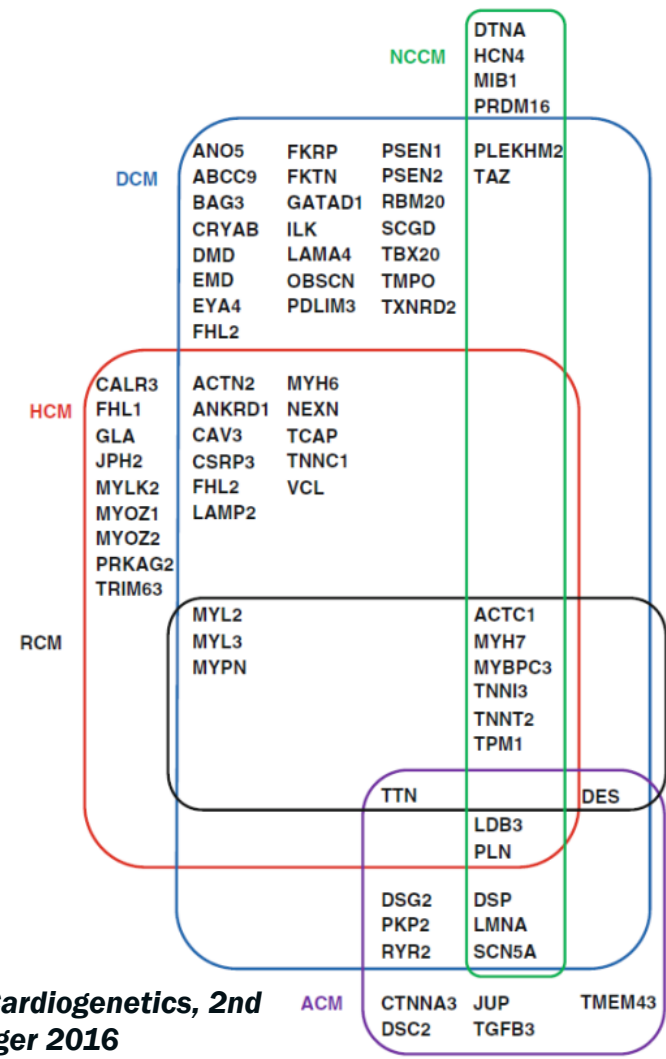 DTNA
NCCM HCN4
MIB1
PRDM16
ANO5 FKRP PSEN1 PLEKHM2
DCM ABCC9 FKTN PSEN2 TAZ
BAG3 GATAD1 RBM20
CRYAB ILK SCGD
DMD LAMA4 TBX20
EMD OBSCN TMPO
EYA4 PDLIM3 TXNRD2
FHL2
CALR3 ACTN2 MYH6
HCM FHL1 ANKRD1 NEXN
GLA CAV3 TCAP
JPH2 CSRP3 TNNC1
MYLK2 FHL2 VCL
MYOZ1 LAMP2
MYOZ2
PRKAG2
TRIM63
MYL2 ACTC1
RCM MYL3 MYH7
MYPN MYBPC3
TNNI3
TNNT2
TPM1
TTN DES
LDB3
PLN
DSG2 DSP
PKP2 LMNA
RYR2 SCN5A
ardiogenetics, 2nd ACM CTNNA3 JUP TMEM43
ger 2016 DSC2 TGFB3